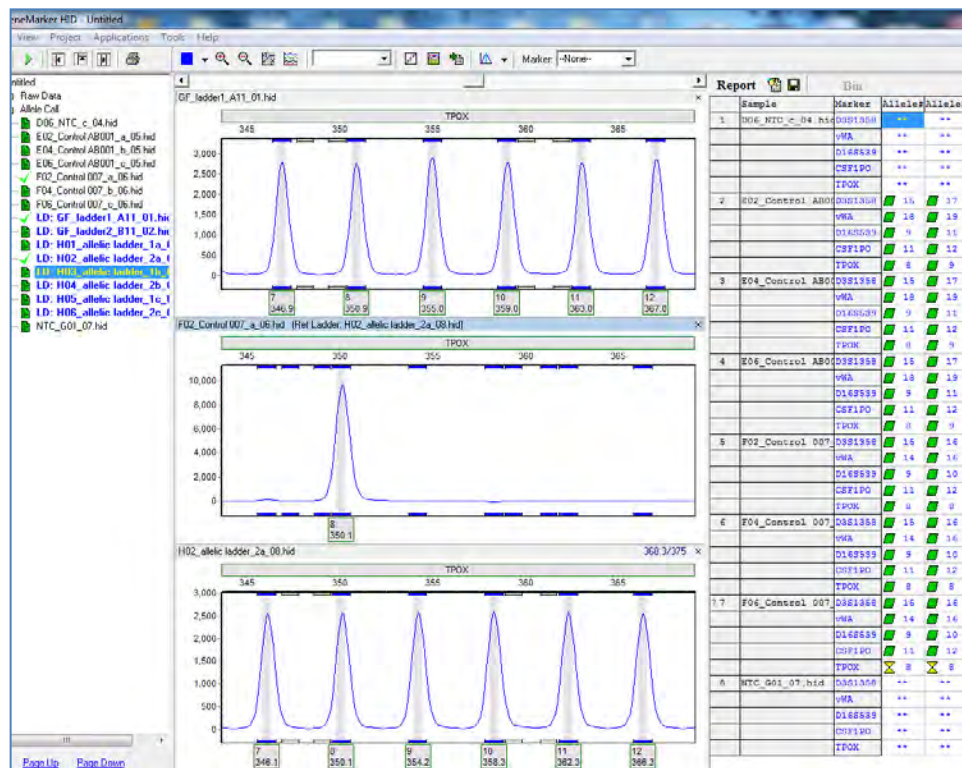 eneMarker HID - Untitled
View Project Applications Tools Help
Marker --None--
ntitled
Raw Data
Allele Call
D06_NTC_c_04.hid
E02_Control AB001_a_05.hid
E04_Control AB001_b_05.hid
E06_Control AB001_c_05.hid
F02_Control 007_a_06.hid
F04_Control 007_b_06.hid
F06_Control 007_c_06.hid
LD: GF_ladder1_A11_01.hid
LD: GF_ladder2_B11_02.hid
LD: H01_allelic ladder_1a_
LD: H02_allelic ladder_2a_
LD: H03_allelic ladder_1b_
LD: H04_allelic ladder_2b_
LD: H05_allelic ladder_1c_
LD: H06_allelic ladder_2c_
NTC_G01_07.hid
Page Up Page Down
GF_ladder1_A11_01.hid
TPOX
345 350 355 360 365
3,000
2,500
2,000
1,500
1,000
500
0
7 8 9 10 11 12
346.9 350.9 355.0 359.0 363.0 367.0
F02_Control 007_a_06.hid (Ref Ladder: H02_allelic ladder_2a_08.hid)
TPOX
345 350 355 360 365
10,000
8,000
6,000
4,000
2,000
0
8
350.1
H02_allelic ladder_2a_08.hid 368.3/375
TPOX
345 350 355 360 365
3,000
2,500
2,000
1,500
1,000
500
0
7 8 9 10 11 12
346.1 350.1 354.2 358.3 362.3 366.3
Report Bin
Sample Marker Allele# Allele
1 D06_NTC_c_04.hid D3S1358 ** **
vWA ** **
D16S539 ** **
CSF1PO ** **
TPOX ** **
2 E02_Control AB0 D3S1358 15 17
vWA 18 19
D16S539 9 11
CSF1PO 11 12
TPOX 8 9
3 E04_Control AB0 D3S1358 15 17
vWA 18 19
D16S539 9 11
CSF1PO 11 12
TPOX 8 9
4 E06_Control AB0 D3S1358 15 17
vWA 18 19
D16S539 9 11
CSF1PO 11 12
TPOX 8 9
5 F02_Control 007_ D3S1358 15 16
vWA 14 16
D16S539 9 10
CSF1PO 11 12
TPOX 8 8
6 F04_Control 007_ D3S1358 15 16
vWA 14 16
D16S539 9 10
CSF1PO 11 12
TPOX 8 8
7 F06_Control 007_ D3S1358 15 16
vWA 14 16
D16S539 9 10
CSF1PO 11 12
TPOX 8 8
8 NTC_G01_07.hid D3S1358 ** **
vWA ** **
D16S539 ** **
CSF1PO ** **
TPOX ** **